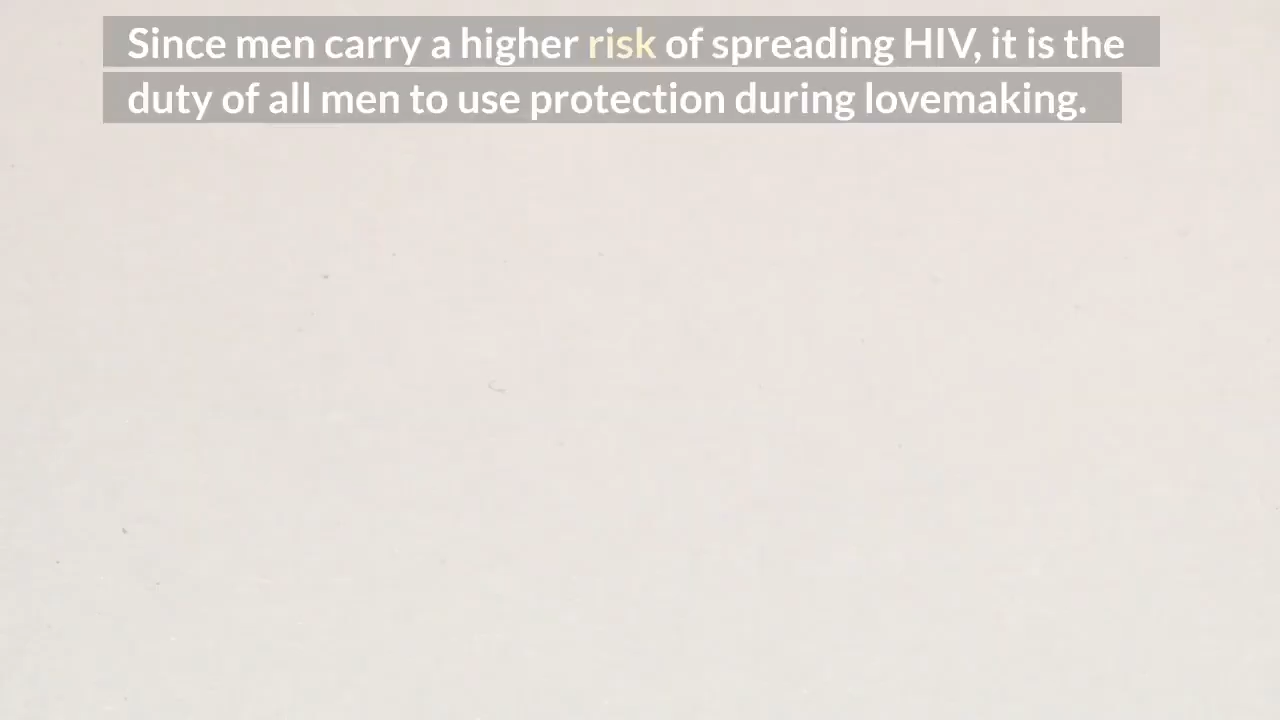 Since men carry a higher risk of spreading HIV, it is the
duty of all men to use protection during lovemaking.